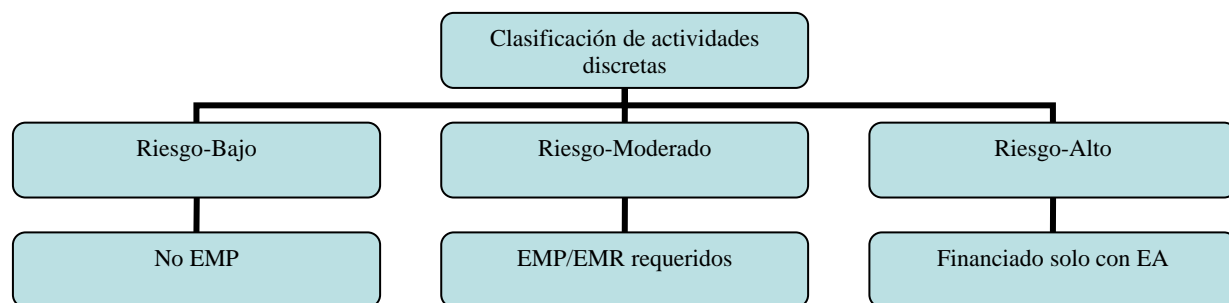 Clasificación de actividades
discretas
Riesgo-Bajo
Riesgo-Moderado
Riesgo-Alto
No EMP
EMP/EMR requeridos
Financiado solo con EA